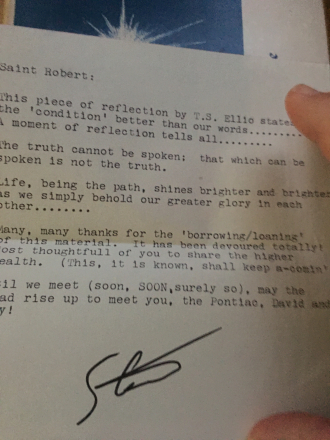 Saint Robert;
This piece of reflection by T.S. Ellio state
the 'condition' better than our words..........
A moment of reflection tells all.........
The truth cannot be spoken; that which can be
spoken is not the truth.
Life, being the path, shines brighter and brighte
as we simply behold our greater glory in each
other........
Many, many thanks for the 'borrowing/loaning'
of this material. It has been devoured totally!
ost thoughtfull of you to share the higher
ealth. (This, it is known, shall keep a-comin'
il we meet (soon, SOON,surely so), may the
ad rise up to meet you, the Pontiac, David and
y!